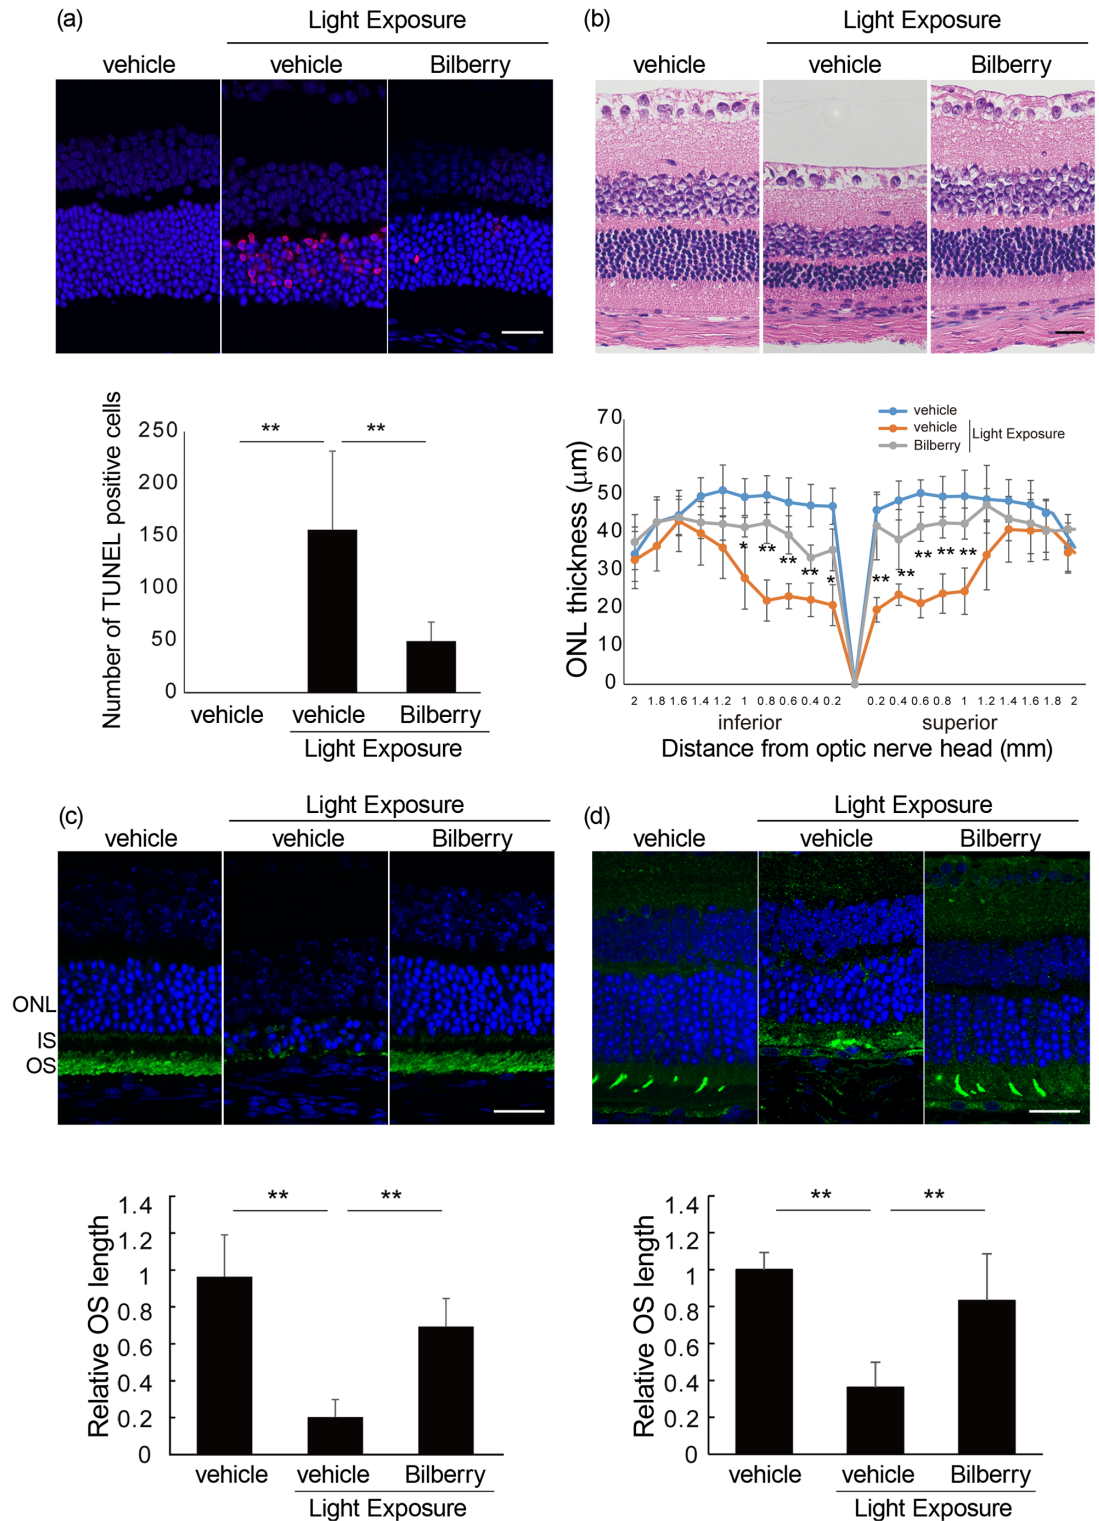 (a)
Light Exposure
vehicle vehicle Bilberry
Number of TUNEL positive cells
250
200
150
100
50
0
** **
vehicle vehicle Bilberry
Light Exposure
(b)
Light Exposure
vehicle vehicle Bilberry
vehicle
vehicle
Bilberry
Light Exposure
ONL thickness (μm)
70
60
50
40
30
20
10
0
* ** ** ** * ** ** ** ** **
2 1.8 1.6 1.4 1.2 1 0.8 0.6 0.4 0.2 0.2 0.4 0.6 0.8 1 1.2 1.4 1.6 1.8 2
inferior superior
Distance from optic nerve head (mm)
(c)
Light Exposure
vehicle vehicle Bilberry
ONL
IS
OS
Relative OS length
1.4
1.2
1
0.8
0.6
0.4
0.2
0
** **
vehicle vehicle Bilberry
Light Exposure
(d)
Light Exposure
vehicle vehicle Bilberry
Relative OS length
1.4
1.2
1
0.8
0.6
0.4
0.2
0
** **
vehicle vehicle Bilberry
Light Exposure